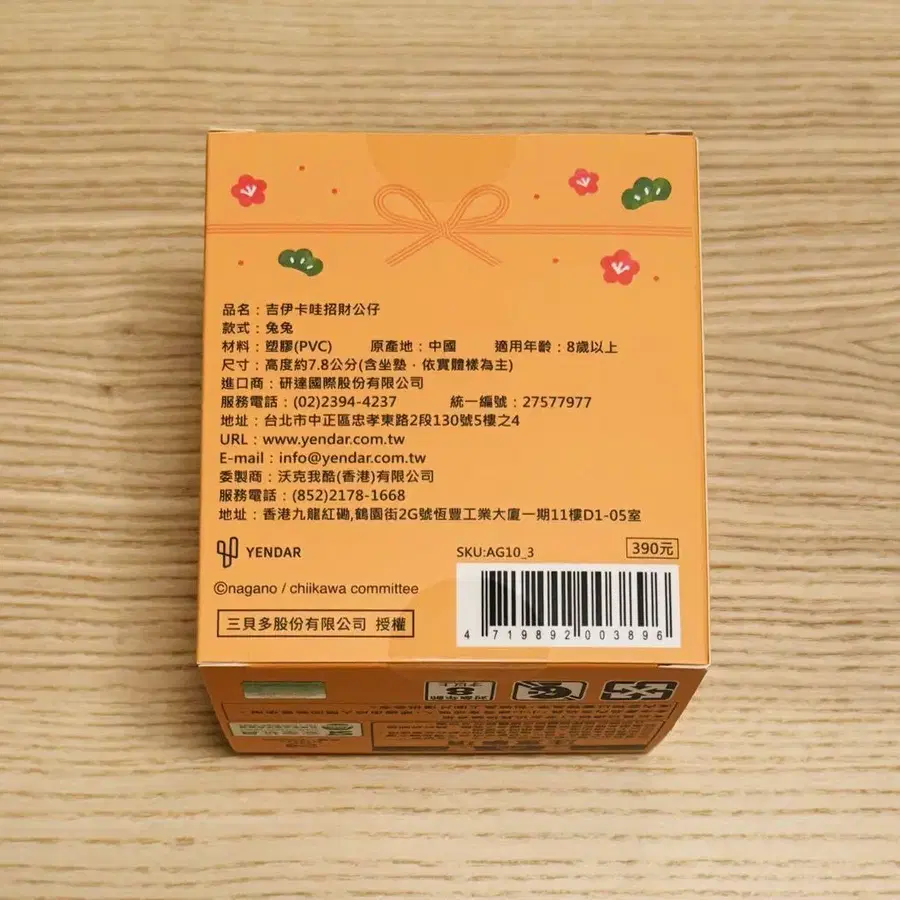 品名：吉伊卡哇招財公仔
款式：兔兔
材料：塑膠(PVC) 原產地：中國 適用年齡：8歲以上
尺寸：高度約7.8公分(含坐墊，依實體樣為主)
進口商：研達國際股份有限公司
服務電話：(02)2394-4237 統一編號：27577977
地址：台北市中正區忠孝東路2段130號5樓之4
URL：www.yendar.com.tw
E-mail：info@yendar.com.tw
委製商：沃克我酷(香港)有限公司
服務電話：(852)2178-1668
地址：香港九龍紅磡,鶴園街2G號恆豐工業大廈一期11樓D1-05室
YENDAR SKU:AG10_3 390元
©nagano / chiikawa committee
三貝多股份有限公司 授權
4 719892 003896